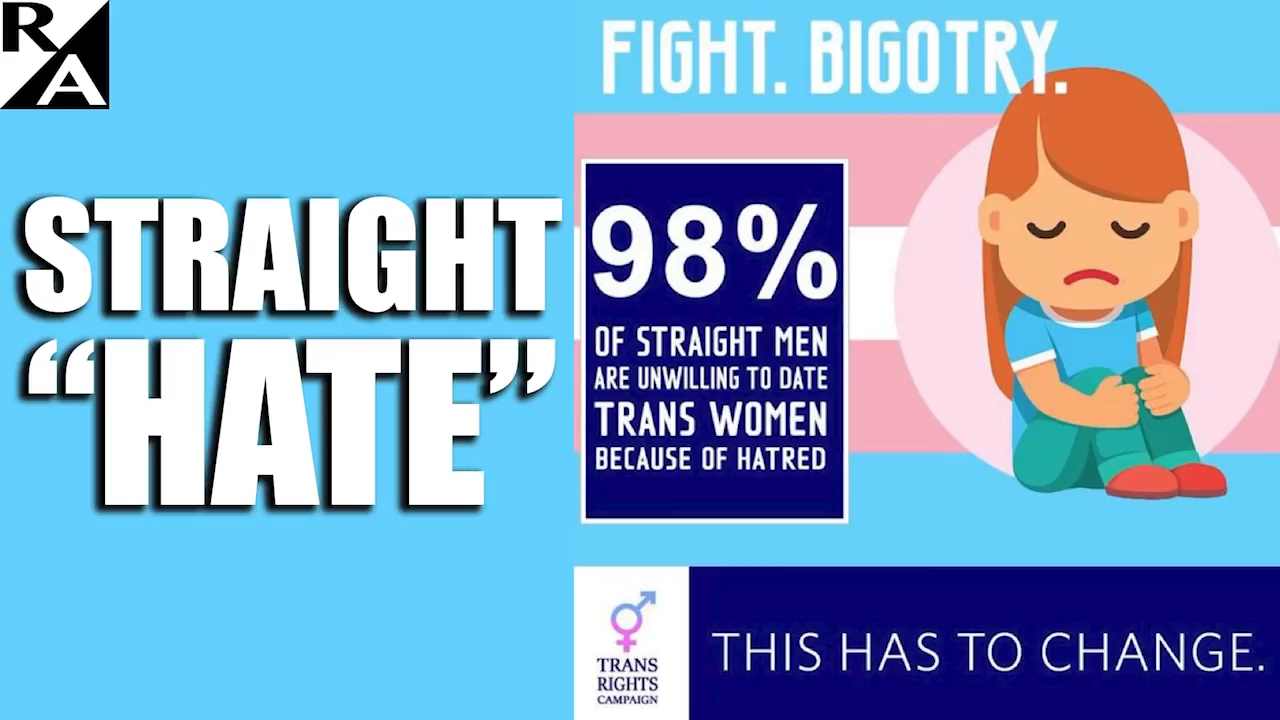 RA
STRAIGHT
“HATE”
FIGHT. BIGOTRY.
98%
OF STRAIGHT MEN
ARE UNWILLING TO DATE
TRANS WOMEN
BECAUSE OF HATRED
TRANS
RIGHTS
CAMPAIGN
THIS HAS TO CHANGE.